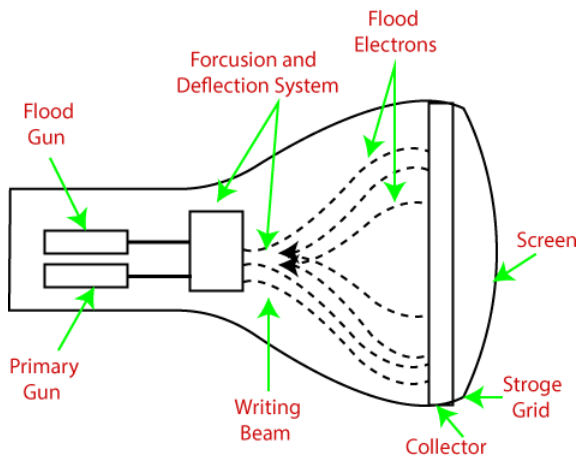 Flood
Electrons
Forcusion and
Deflection System
Flood
Gun
Screen
Primary
Gun
Writing
Beam
Stroge
Grid
Collector